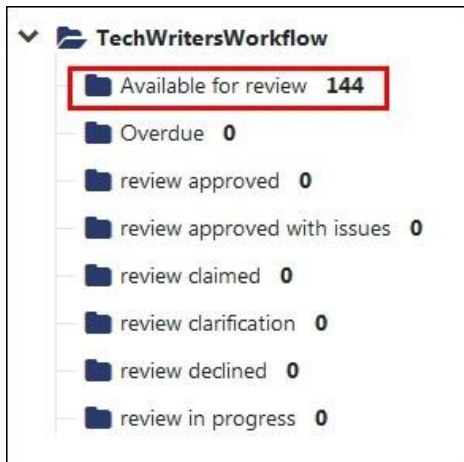 TechWritersWorkflow
Available for review 144
Overdue 0
review approved 0
review approved with issues 0
review claimed 0
review clarification 0
review declined 0
review in progress 0